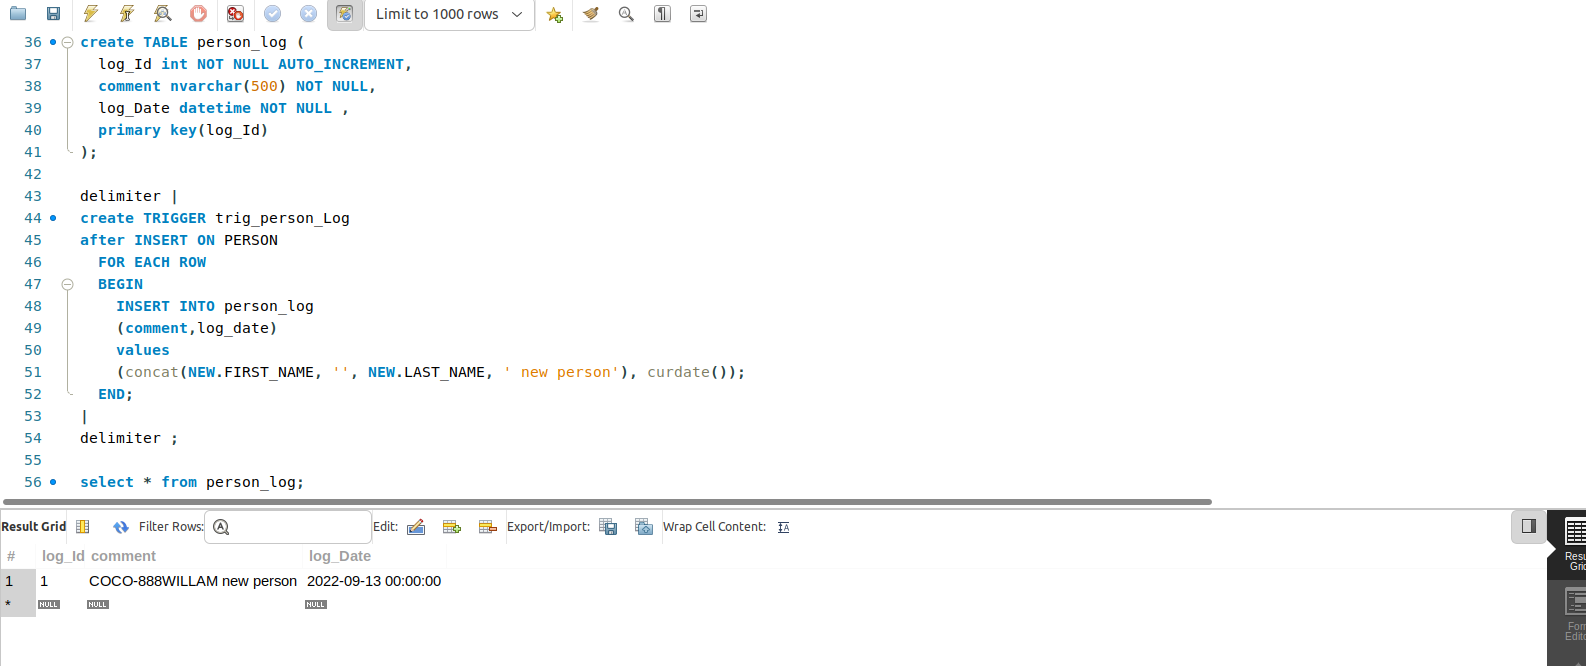 Limit to 1000 rows
36 create TABLE person_log (
37 log_Id int NOT NULL AUTO_INCREMENT,
38 comment nvarchar(500) NOT NULL,
39 log_Date datetime NOT NULL ,
40 primary key(log_Id)
41 );
42
43 delimiter |
44 create TRIGGER trig_person_Log
45 after INSERT ON PERSON
46 FOR EACH ROW
47 BEGIN
48 INSERT INTO person_log
49 (comment,log_date)
50 values
51 (concat(NEW.FIRST_NAME, '', NEW.LAST_NAME, ' new person'), curdate());
52 END;
53 |
54 delimiter ;
55
56 select * from person_log;
Result Grid Filter Rows: Edit: Export/Import: Wrap Cell Content:
# log_Id comment log_Date
1 1 COCO-888WILLAM new person 2022-09-13 00:00:00
* NULL NULL NULL